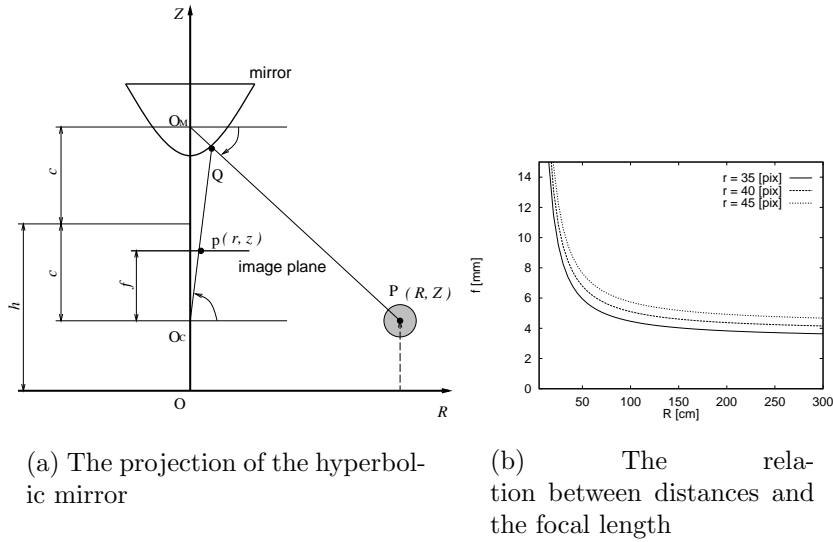 Z
mirror
OM
c
Q
p ( r, z )
image plane
c
f
h
P ( R, Z )
OC
O
R
14
12
10
8
6
4
2
0
f [mm]
r = 35 [pix]
r = 40 [pix]
r = 45 [pix]
50 100 150 200 250 300
R [cm]
(a) The projection of the hyperbol-
ic mirror
(b) The rela-
tion between distances and
the focal length